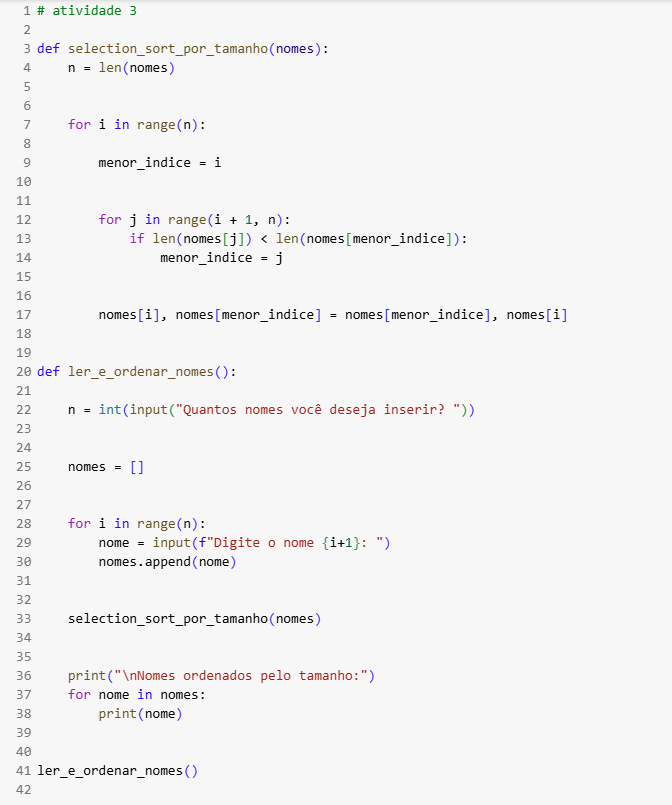 1 # atividade 3
2
3 def selection_sort_por_tamanho(nomes):
4     n = len(nomes)
5
6
7     for i in range(n):
8
9         menor_indice = i
10
11
12         for j in range(i + 1, n):
13             if len(nomes[j]) < len(nomes[menor_indice]):
14                 menor_indice = j
15
16
17         nomes[i], nomes[menor_indice] = nomes[menor_indice], nomes[i]
18
19
20 def ler_e_ordenar_nomes():
21
22     n = int(input("Quantos nomes você deseja inserir? "))
23
24
25     nomes = []
26
27
28     for i in range(n):
29         nome = input(f"Digite o nome {i+1}: ")
30         nomes.append(nome)
31
32
33     selection_sort_por_tamanho(nomes)
34
35
36     print("\nNomes ordenados pelo tamanho:")
37     for nome in nomes:
38         print(nome)
39
40
41 ler_e_ordenar_nomes()
42